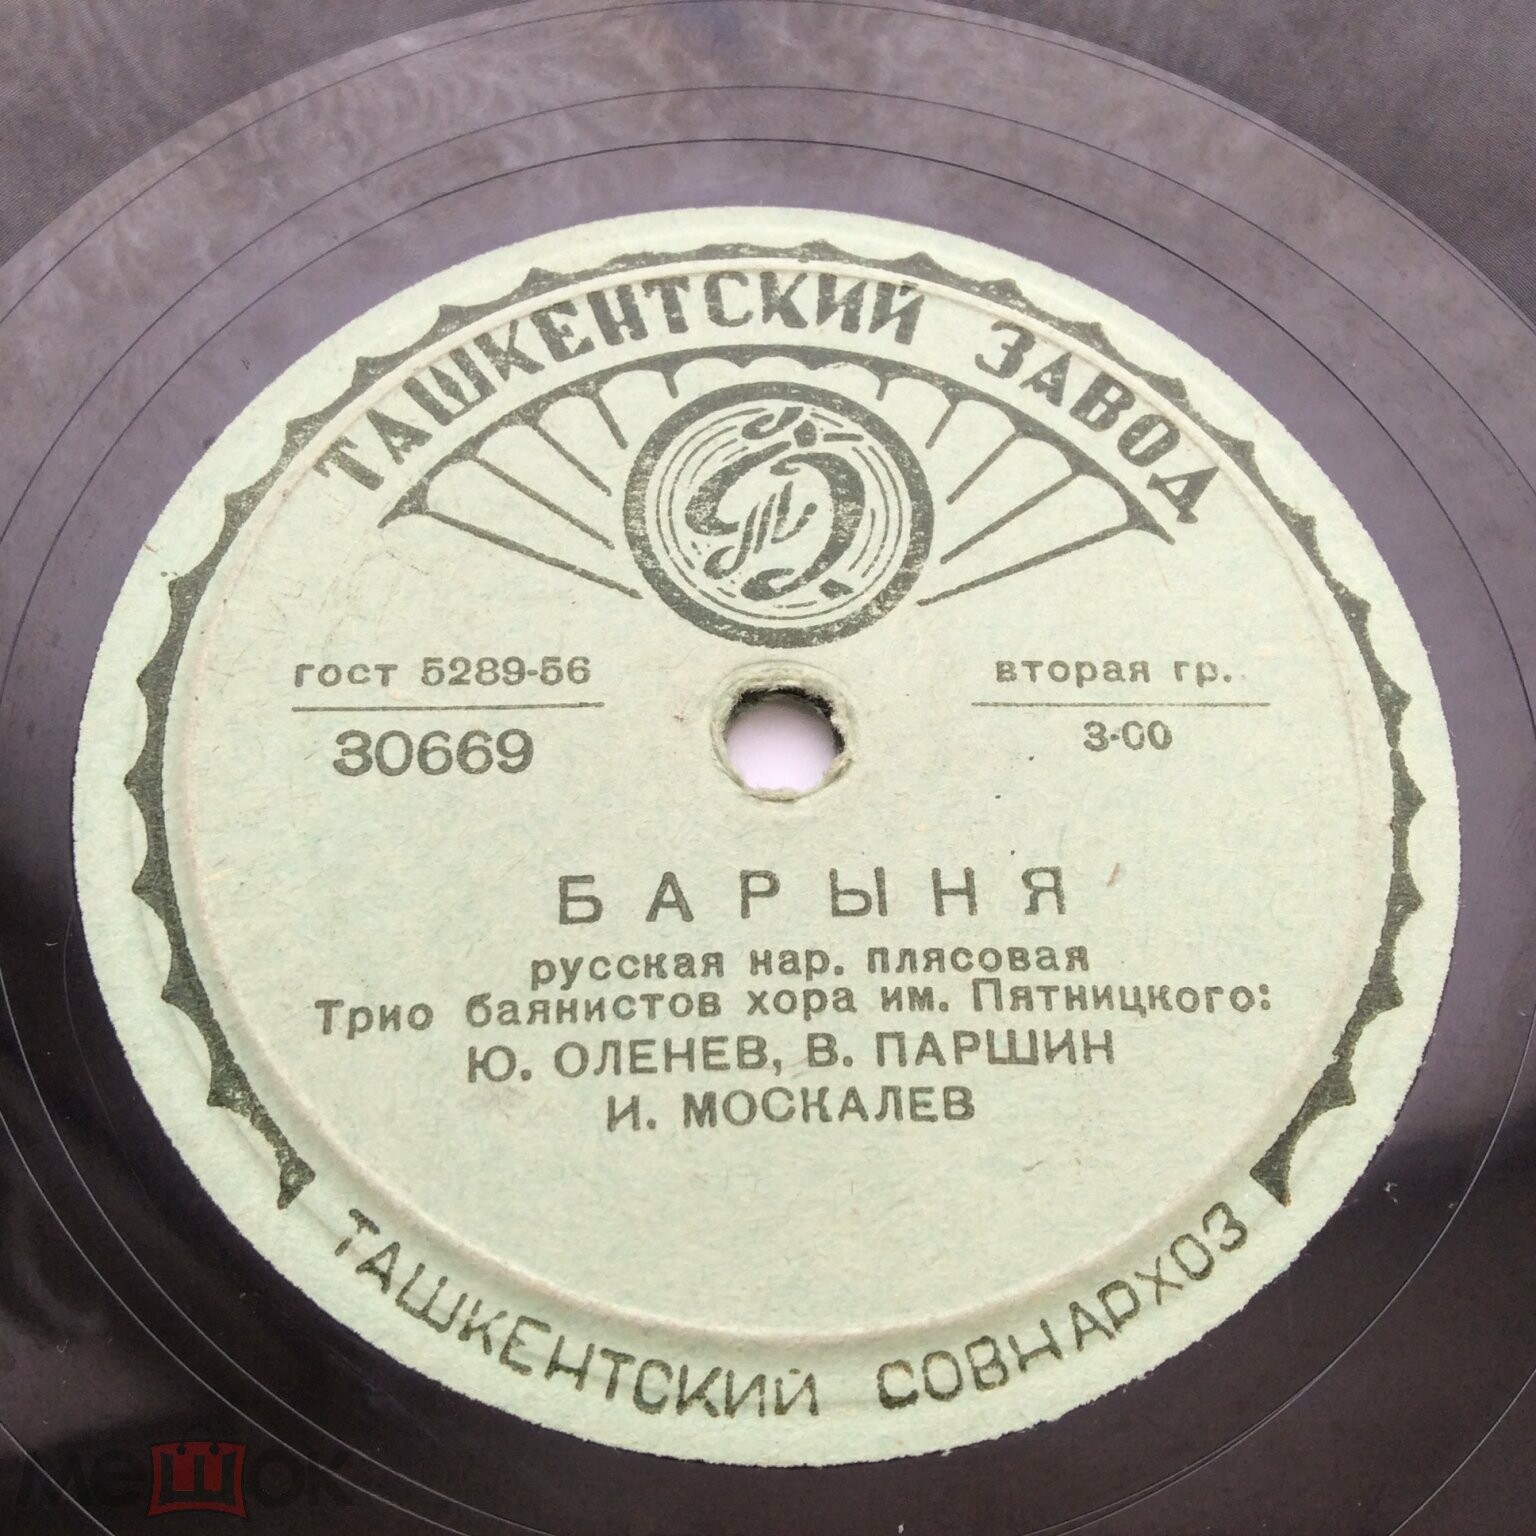 ТАШКЕНТСКИЙ ЗАВОД
гост 5289-56
30669
вторая гр.
3-00
БАРЫНЯ
русская нар. плясовая
Трио баянистов хора им. Пятницкого:
Ю. ОЛЕНЕВ, В. ПАРШИН
И. МОСКАЛЕВ
ТАШКЕНТСКИЙ СОВНАРХОЗ
мешок